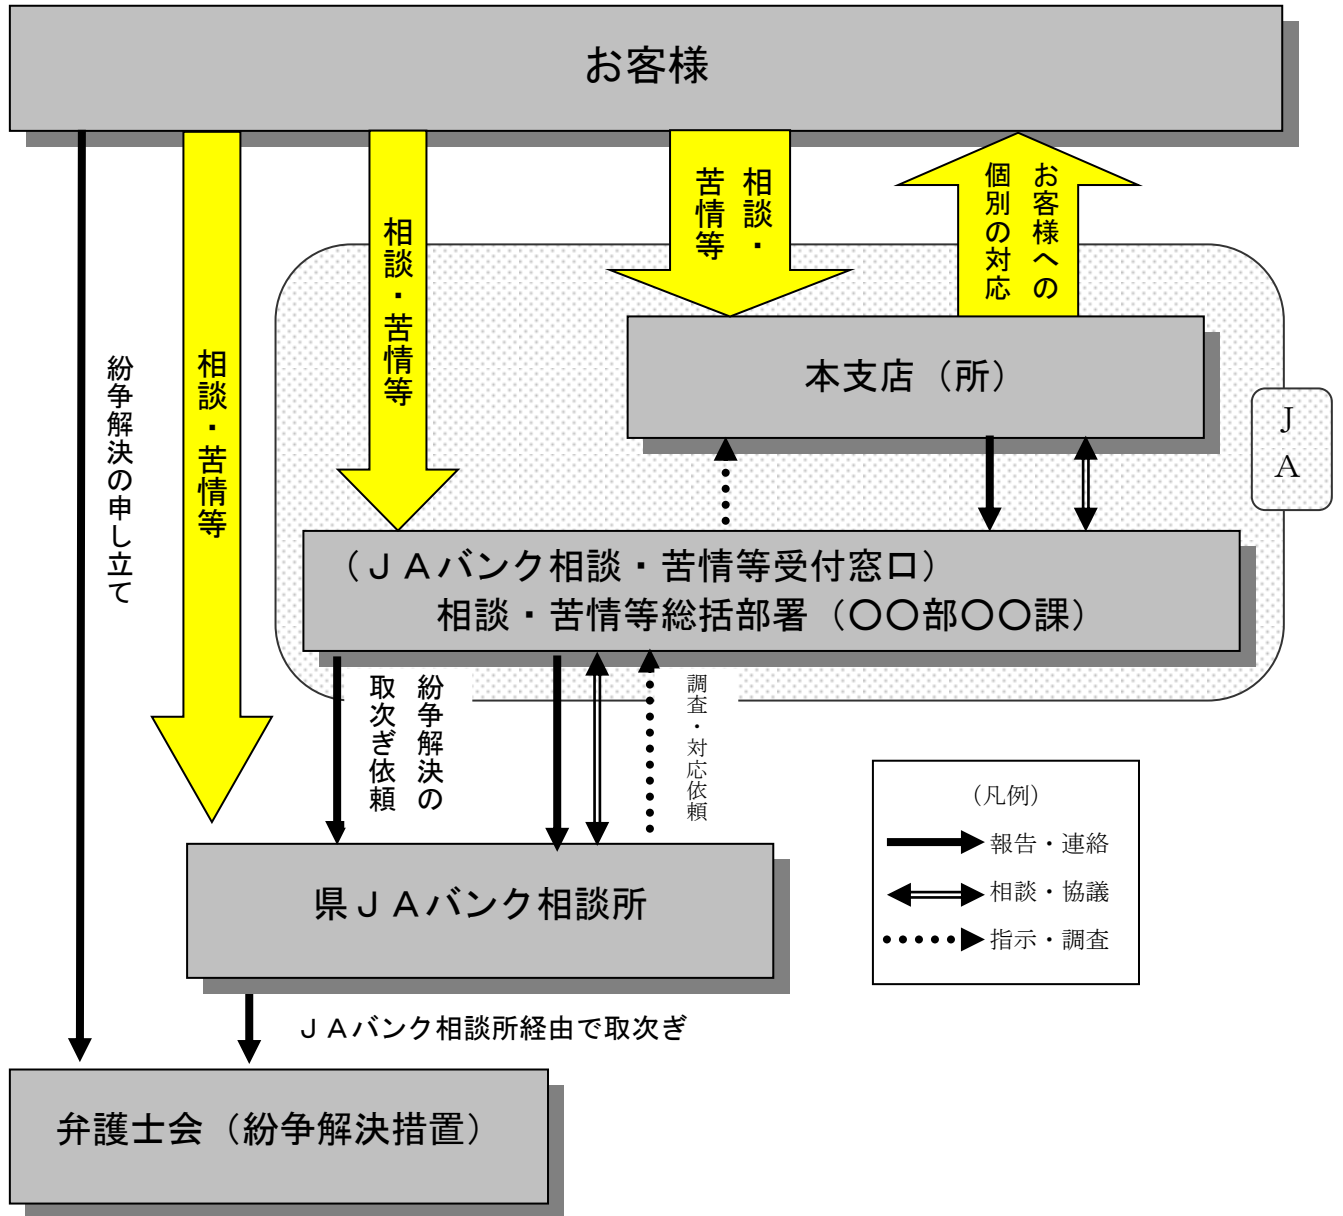 お客様
相談・
苦情等
お客様への
個別の対応
相談・苦情等
相談・苦情等
紛争解決の申し立て
本支店（所）
Ｊ
Ａ
（ＪＡバンク相談・苦情等受付窓口）
相談・苦情等総括部署（〇〇部〇〇課）
紛争解決の
取次ぎ依頼
調査・対応依頼
（凡例）
報告・連絡
相談・協議
指示・調査
県ＪＡバンク相談所
ＪＡバンク相談所経由で取次ぎ
弁護士会（紛争解決措置）